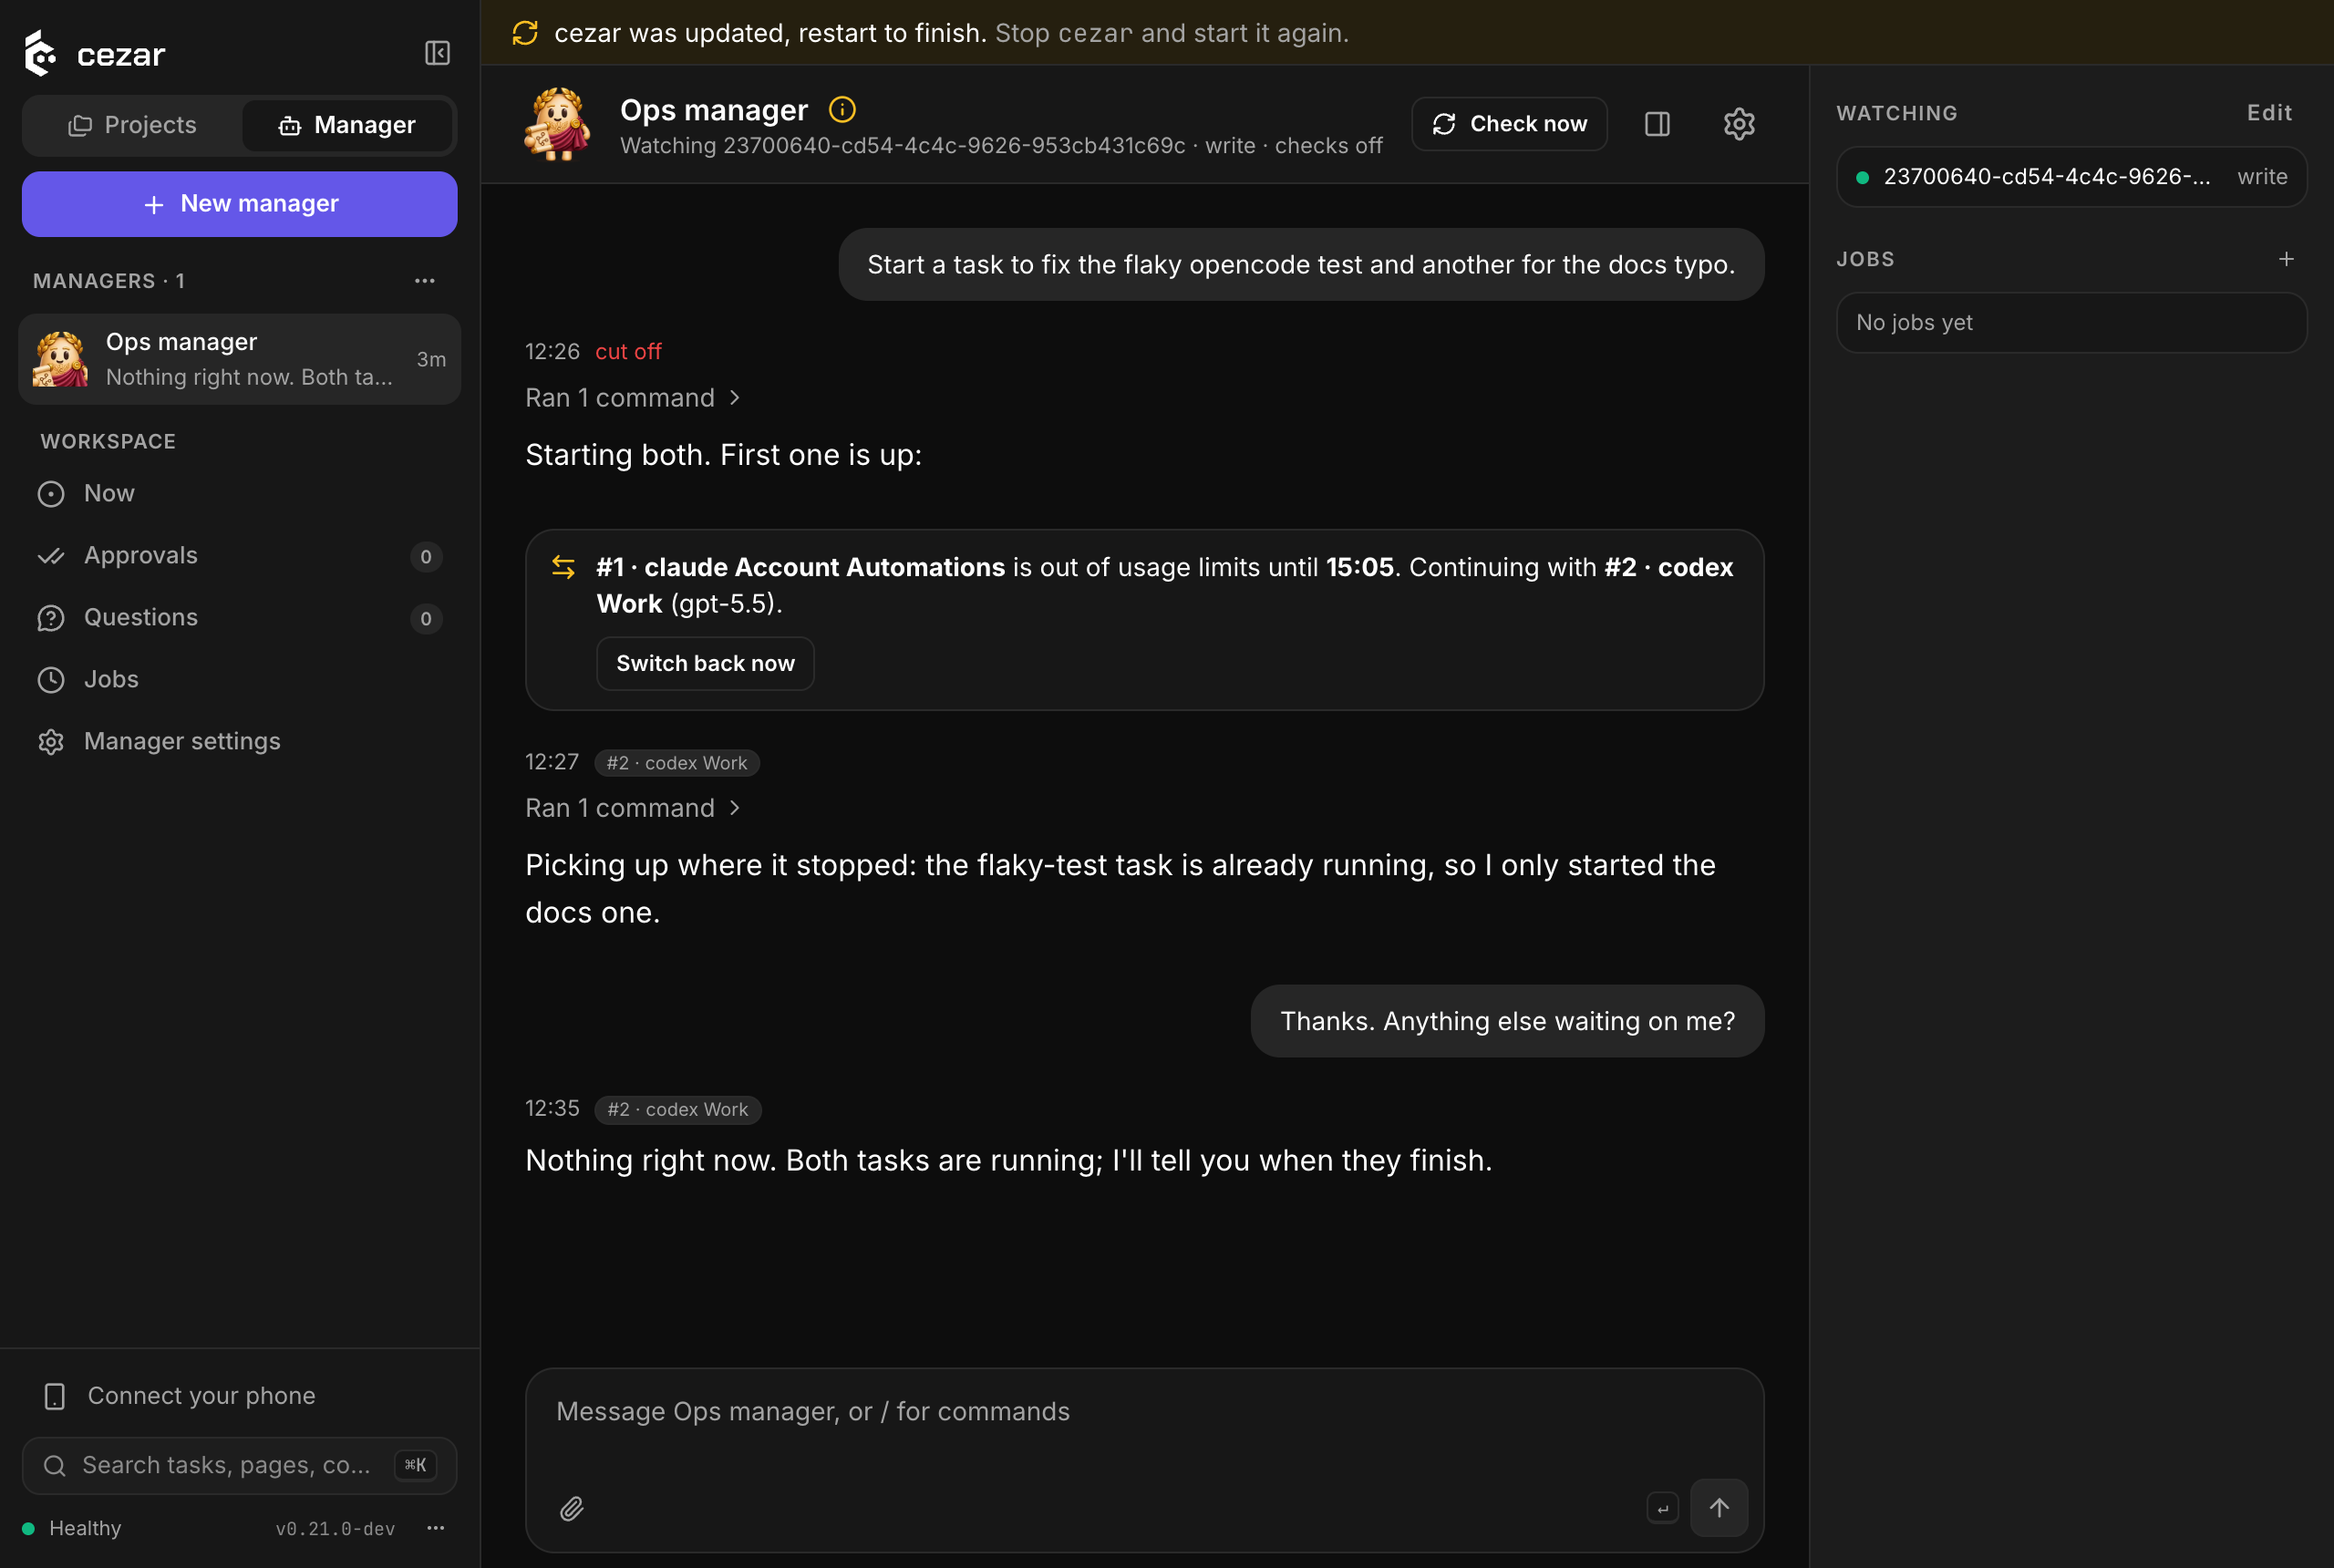 cezar
Projects
Manager
New manager
MANAGERS · 1
Ops manager
Nothing right now. Both ta...
3m
WORKSPACE
Now
Approvals
0
Questions
0
Jobs
Manager settings
Connect your phone
Search tasks, pages, co...
⌘K
Healthy
v0.21.0-dev
cezar was updated, restart to finish. Stop cezar and start it again.
Ops manager
Watching 23700640-cd54-4c4c-9626-953cb431c69c · write · checks off
Check now
Start a task to fix the flaky opencode test and another for the docs typo.
12:26 cut off
Ran 1 command
Starting both. First one is up:
#1 · claude Account Automations is out of usage limits until 15:05. Continuing with #2 · codex
Work (gpt-5.5).
Switch back now
12:27 #2 · codex Work
Ran 1 command
Picking up where it stopped: the flaky-test task is already running, so I only started the
docs one.
Thanks. Anything else waiting on me?
12:35 #2 · codex Work
Nothing right now. Both tasks are running; I'll tell you when they finish.
Message Ops manager, or / for commands
WATCHING
Edit
23700640-cd54-4c4c-9626-...
write
JOBS
No jobs yet